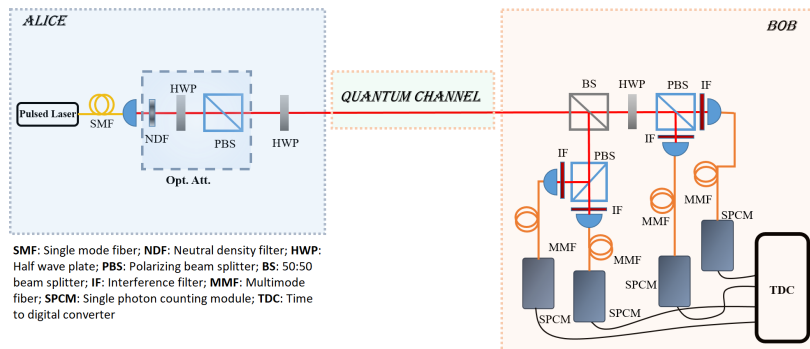 ALICE
BOB
Pulsed Laser
SMF
NDF
HWP
PBS
Opt. Att.
HWP
QUANTUM CHANNEL
BS
HWP
PBS
IF
IF
IF
PBS
IF
MMF
MMF
MMF
MMF
SPCM
SPCM
SPCM
SPCM
TDC
SMF: Single mode fiber; NDF: Neutral density filter; HWP:
Half wave plate; PBS: Polarizing beam splitter; BS: 50:50
beam splitter; IF: Interference filter; MMF: Multimode
fiber; SPCM: Single photon counting module; TDC: Time
to digital converter